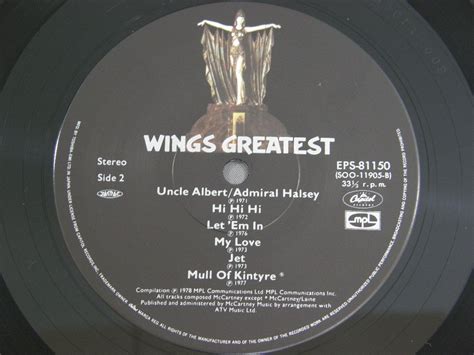 WINGS GREATEST
Stereo
Side 2
EPS-81150
(SOO-11905-B)
33⅓ r.p.m.
Uncle Albert/Admiral Halsey
℗ 1971
Hi Hi Hi
℗ 1972
Let 'Em In
℗ 1976
My Love
℗ 1973
Jet
℗ 1973
Mull Of Kintyre *
℗ 1977
Capitol
mpl
Compilation ℗ 1978 MPL Communications Ltd MPL Communications Inc.
All tracks composed McCartney except * McCartney/Laine
Published and administered by McCartney Music by arrangement with
ATV Music Ltd.